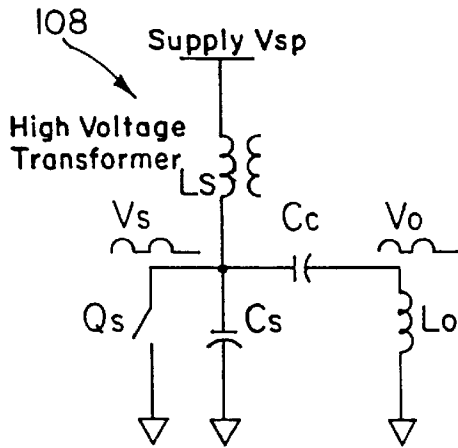 108
Supply Vsp
High Voltage
Transformer
Ls
Vs
Cc
Vo
Qs
Cs
Lo